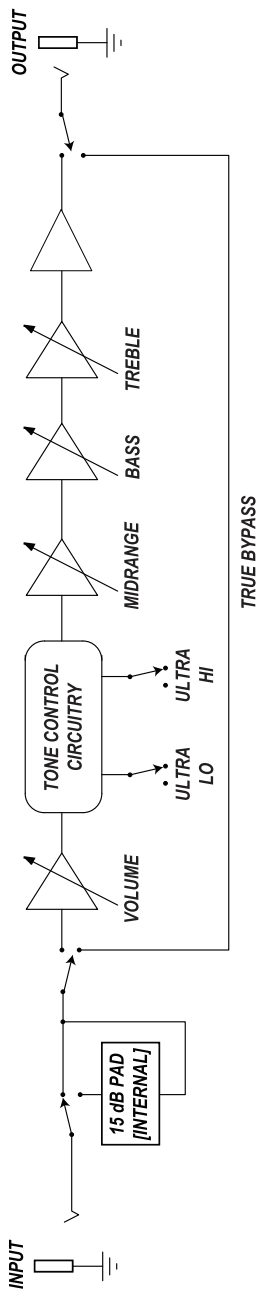 INPUT
15 dB PAD
[INTERNAL]
VOLUME
TONE CONTROL
CIRCUITRY
ULTRA
LO
ULTRA
HI
MIDRANGE
BASS
TREBLE
TRUE BYPASS
OUTPUT